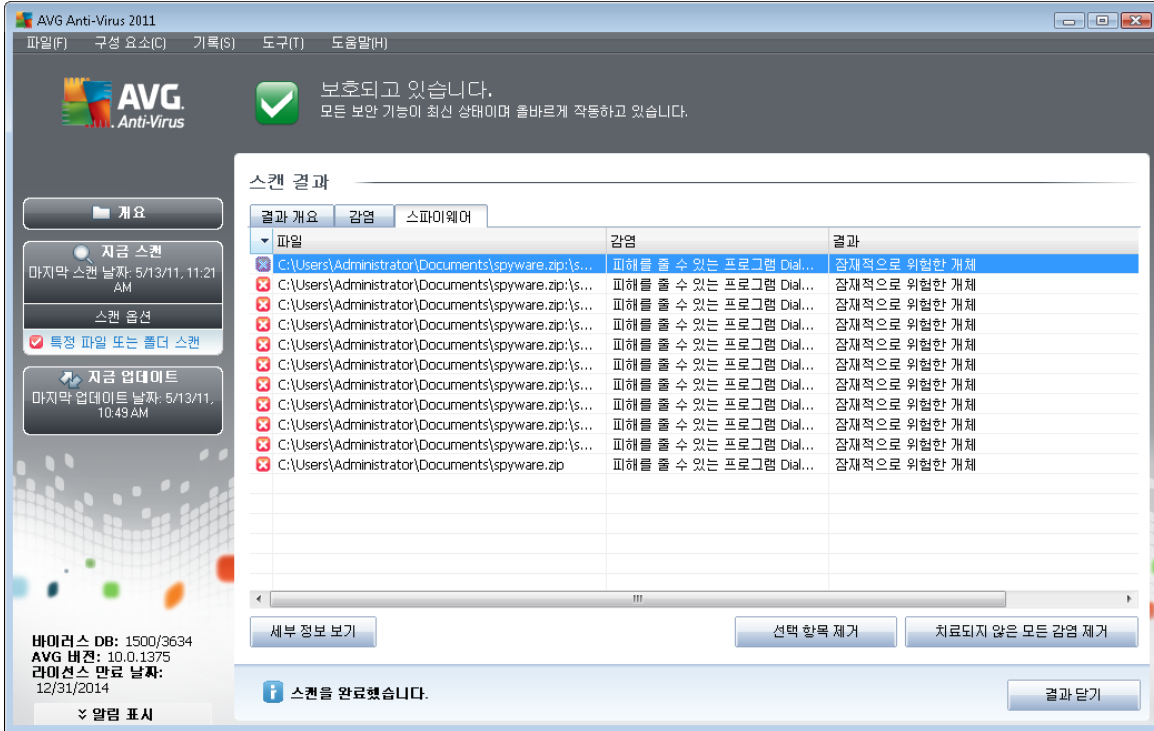 AVG Anti-Virus 2011
파일(F) 구성 요소(C) 기록(S) 도구(T) 도움말(H)
AVG.
Anti-Virus
보호되고 있습니다.
모든 보안 기능이 최신 상태이며 올바르게 작동하고 있습니다.
개요
지금 스캔
마지막 스캔 날짜: 5/13/11, 11:21
AM
스캔 옵션
특정 파일 또는 폴더 스캔
지금 업데이트
마지막 업데이트 날짜: 5/13/11,
10:49 AM
바이러스 DB: 1500/3634
AVG 버전: 10.0.1375
라이선스 만료 날짜:
12/31/2014
알림 표시
스캔 결과
결과 개요 감염 스파이웨어
파일 감염 결과
C:\Users\Administrator\Documents\spyware.zip:\s... 피해를 줄 수 있는 프로그램 Dial... 잠재적으로 위험한 개체
C:\Users\Administrator\Documents\spyware.zip:\s... 피해를 줄 수 있는 프로그램 Dial... 잠재적으로 위험한 개체
C:\Users\Administrator\Documents\spyware.zip:\s... 피해를 줄 수 있는 프로그램 Dial... 잠재적으로 위험한 개체
C:\Users\Administrator\Documents\spyware.zip:\s... 피해를 줄 수 있는 프로그램 Dial... 잠재적으로 위험한 개체
C:\Users\Administrator\Documents\spyware.zip:\s... 피해를 줄 수 있는 프로그램 Dial... 잠재적으로 위험한 개체
C:\Users\Administrator\Documents\spyware.zip:\s... 피해를 줄 수 있는 프로그램 Dial... 잠재적으로 위험한 개체
C:\Users\Administrator\Documents\spyware.zip:\s... 피해를 줄 수 있는 프로그램 Dial... 잠재적으로 위험한 개체
C:\Users\Administrator\Documents\spyware.zip:\s... 피해를 줄 수 있는 프로그램 Dial... 잠재적으로 위험한 개체
C:\Users\Administrator\Documents\spyware.zip:\s... 피해를 줄 수 있는 프로그램 Dial... 잠재적으로 위험한 개체
C:\Users\Administrator\Documents\spyware.zip:\s... 피해를 줄 수 있는 프로그램 Dial... 잠재적으로 위험한 개체
C:\Users\Administrator\Documents\spyware.zip 피해를 줄 수 있는 프로그램 Dial... 잠재적으로 위험한 개체
세부 정보 보기 선택 항목 제거 치료되지 않은 모든 감염 제거
스캔을 완료했습니다.
결과 닫기